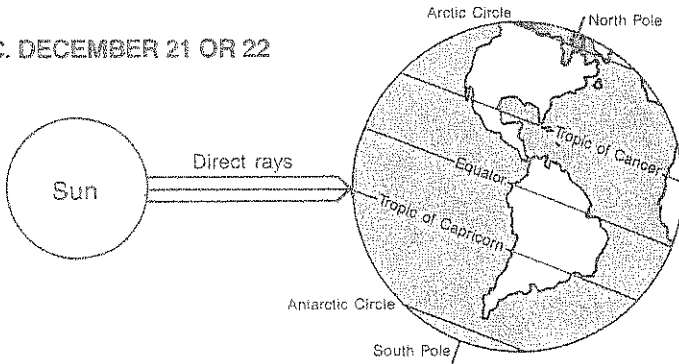 C. DECEMBER 21 OR 22
Arctic Circle
North Pole
Sun
Direct rays
Tropic of Cancer
Equator
Tropic of Capricorn
Antarctic Circle
South Pole